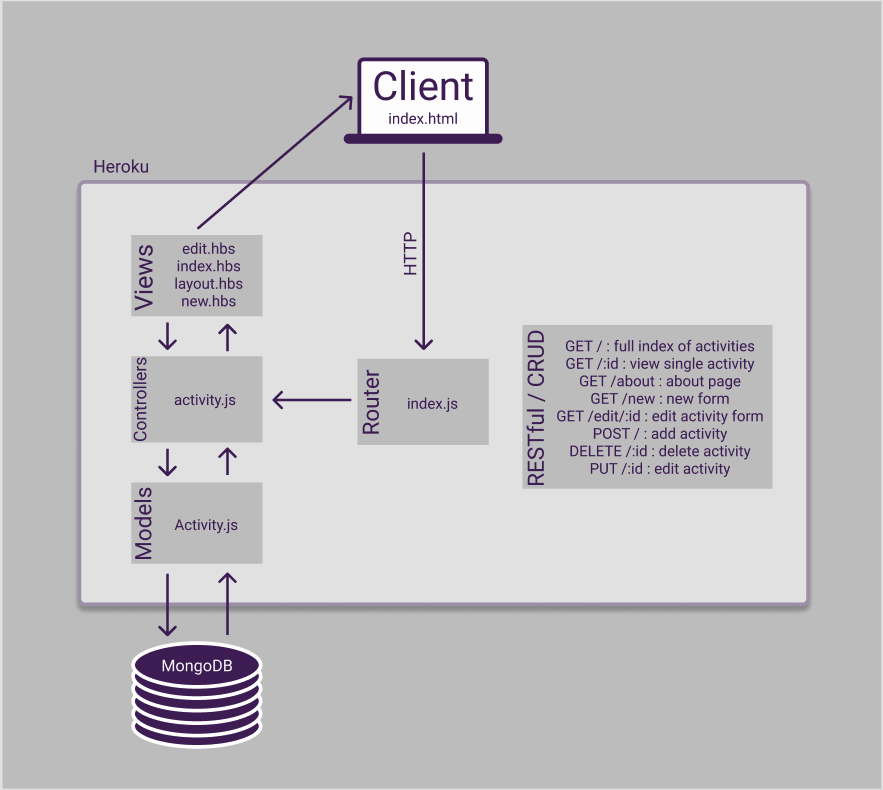 Client
index.html
Heroku
HTTP
Views
edit.hbs
index.hbs
layout.hbs
new.hbs
Controllers
activity.js
Router
index.js
RESTful / CRUD
GET / : full index of activities
GET /:id : view single activity
GET /about : about page
GET /new : new form
GET /edit/:id : edit activity form
POST / : add activity
DELETE /:id : delete activity
PUT /:id : edit activity
Models
Activity.js
MongoDB